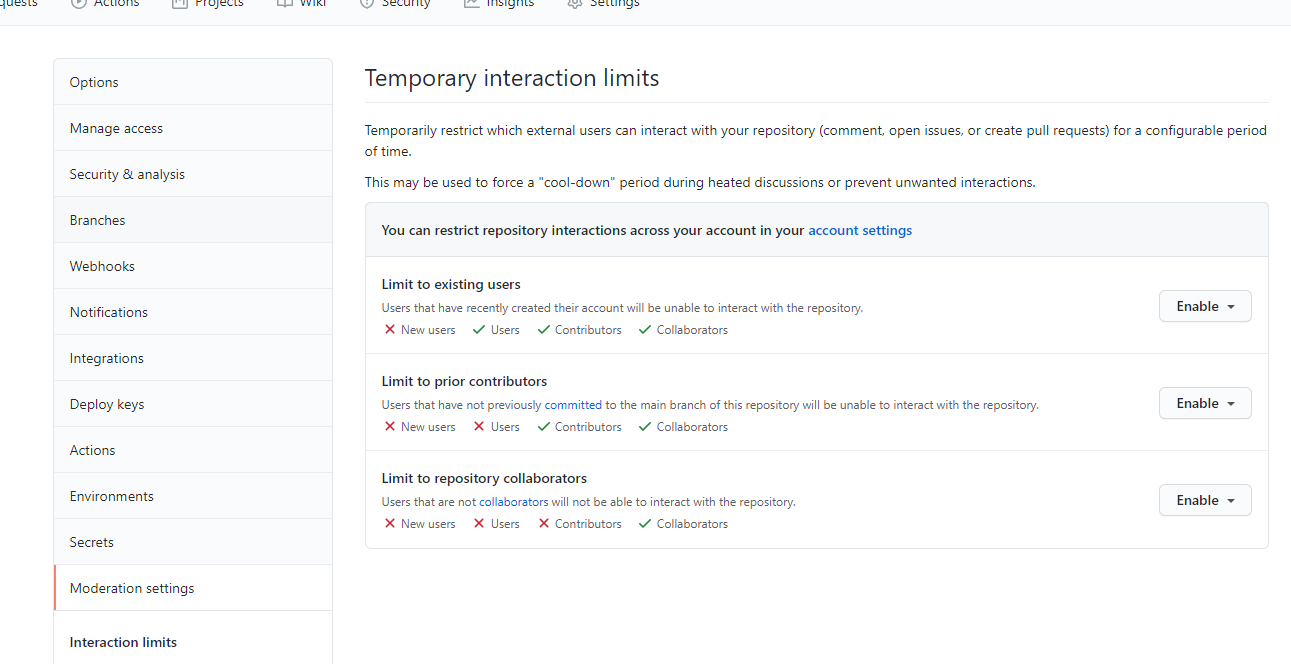 quests Actions Projects Wiki Security Insights Settings
Options
Manage access
Security & analysis
Branches
Webhooks
Notifications
Integrations
Deploy keys
Actions
Environments
Secrets
Moderation settings
Interaction limits
Temporary interaction limits
Temporarily restrict which external users can interact with your repository (comment, open issues, or create pull requests) for a configurable period
of time.
This may be used to force a "cool-down" period during heated discussions or prevent unwanted interactions.
You can restrict repository interactions across your account in your account settings
Limit to existing users
Users that have recently created their account will be unable to interact with the repository.
New users Users Contributors Collaborators
Enable
Limit to prior contributors
Users that have not previously committed to the main branch of this repository will be unable to interact with the repository.
New users Users Contributors Collaborators
Enable
Limit to repository collaborators
Users that are not collaborators will not be able to interact with the repository.
New users Users Contributors Collaborators
Enable